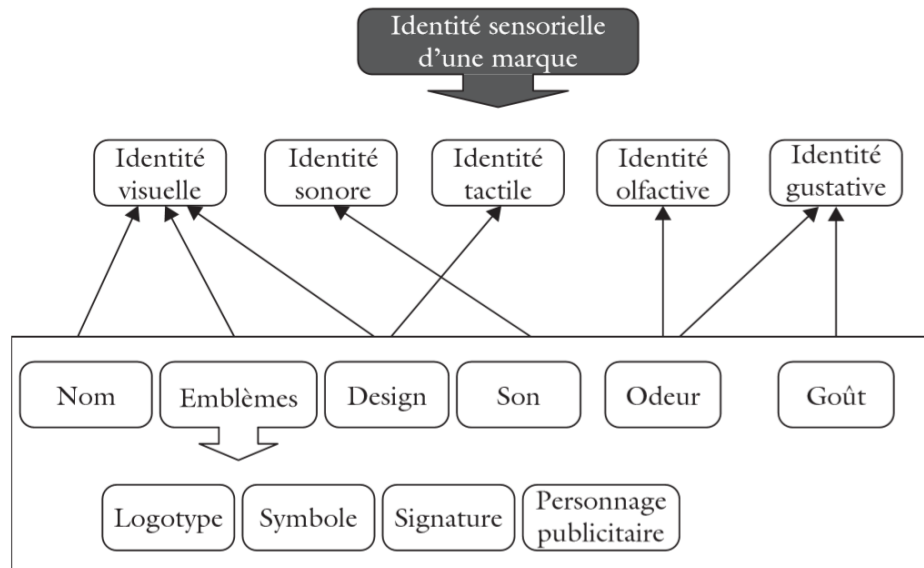 Identité sensorielle
d'une marque
Identité
visuelle
Identité
sonore
Identité
tactile
Identité
olfactive
Identité
gustative
Nom
Emblèmes
Design
Son
Odeur
Goût
Logotype
Symbole
Signature
Personnage
publicitaire